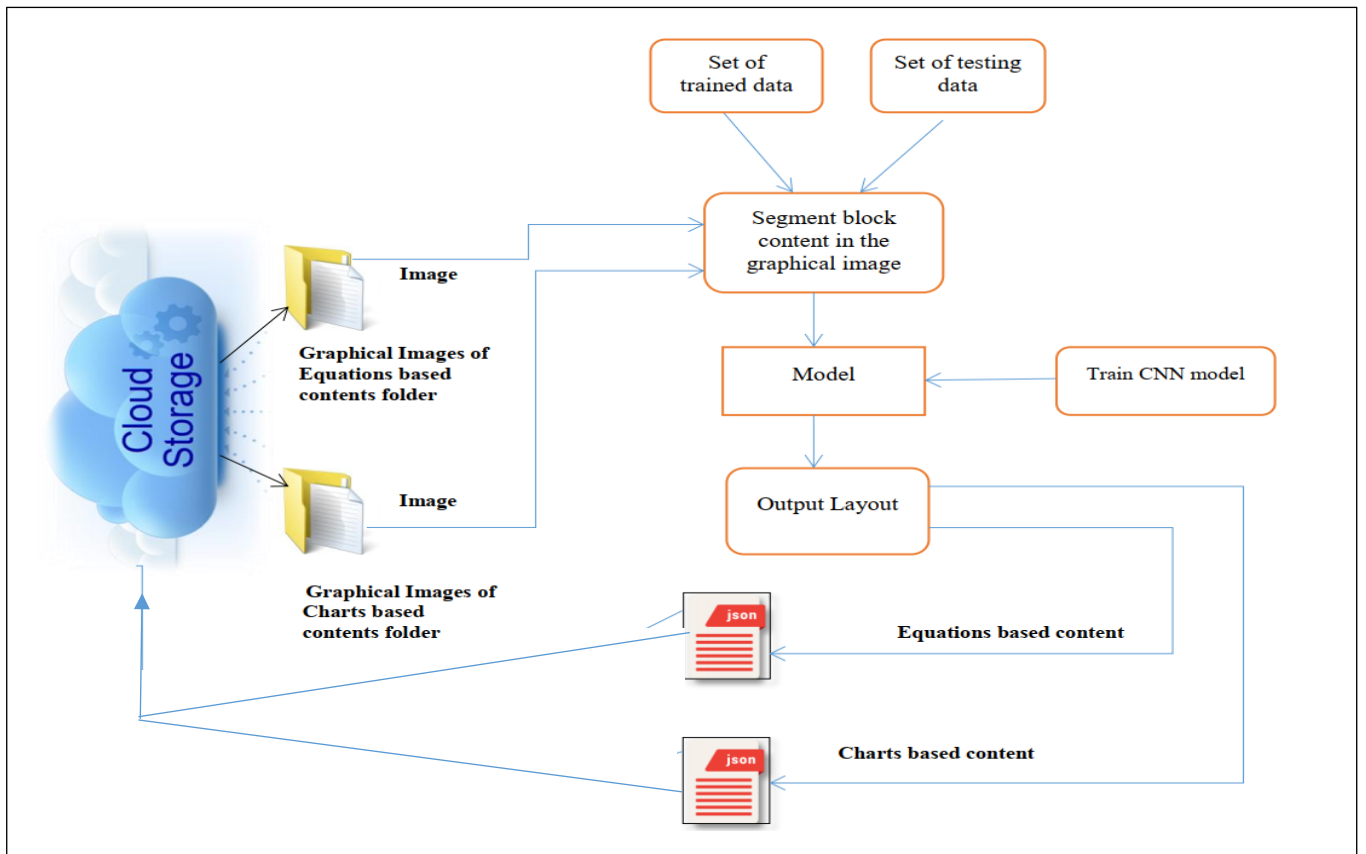 Set of
trained data
Set of testing
data
Segment block
content in the
graphical image
Image
Cloud
Storage
Graphical Images of
Equations based
contents folder
Model
Train CNN model
Image
Output Layout
Graphical Images of
Charts based
contents folder
json
Equations based content
json
Charts based content